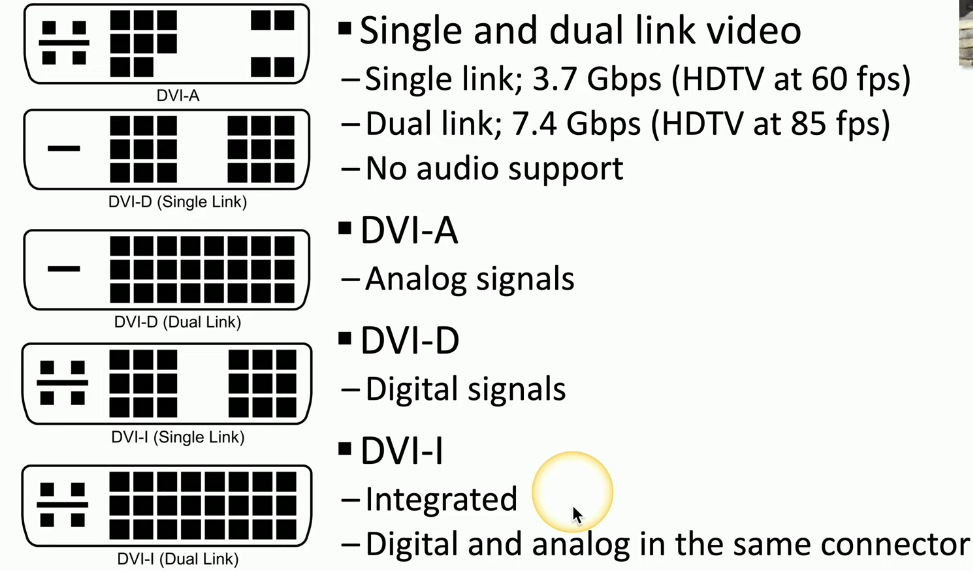 DVI-A
DVI-D (Single Link)
DVI-D (Dual Link)
DVI-I (Single Link)
DVI-I (Dual Link)
▪ Single and dual link video
– Single link; 3.7 Gbps (HDTV at 60 fps)
– Dual link; 7.4 Gbps (HDTV at 85 fps)
– No audio support
▪ DVI-A
– Analog signals
▪ DVI-D
– Digital signals
▪ DVI-I
– Integrated
– Digital and analog in the same connector